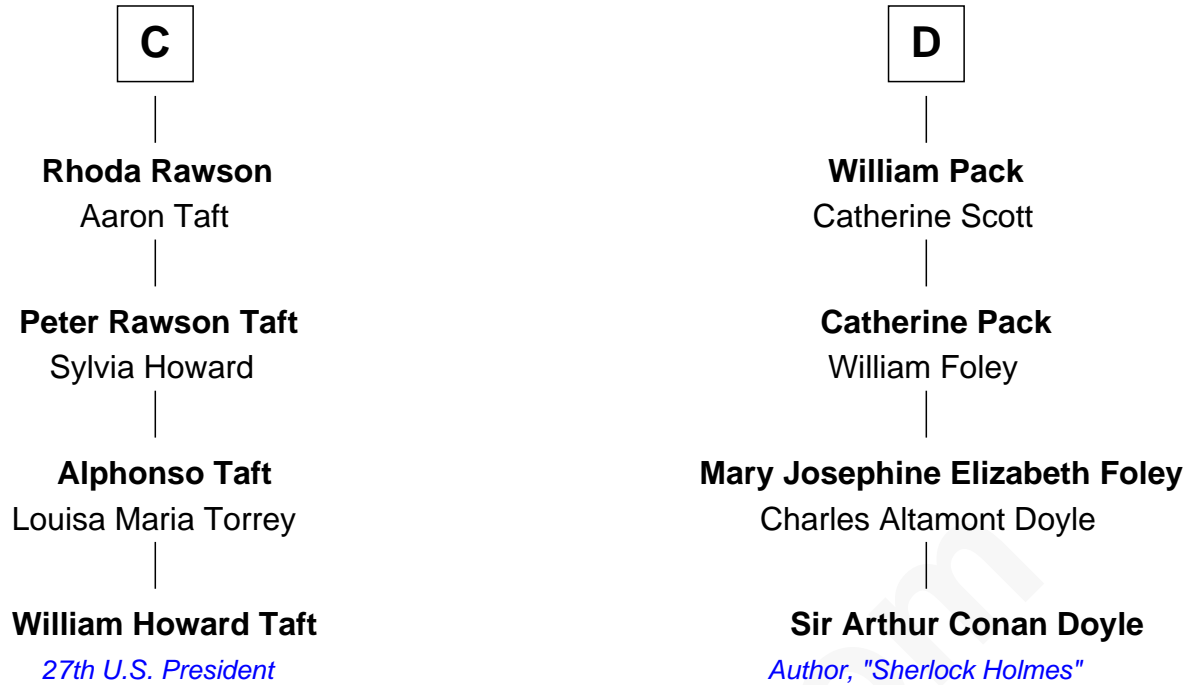 C
Rhoda Rawson
Aaron Taft
Peter Rawson Taft
Sylvia Howard
Alphonso Taft
Louisa Maria Torrey
William Howard Taft
27th U.S. President
D
William Pack
Catherine Scott
Catherine Pack
William Foley
Mary Josephine Elizabeth Foley
Charles Altamont Doyle
Sir Arthur Conan Doyle
Author, "Sherlock Holmes"